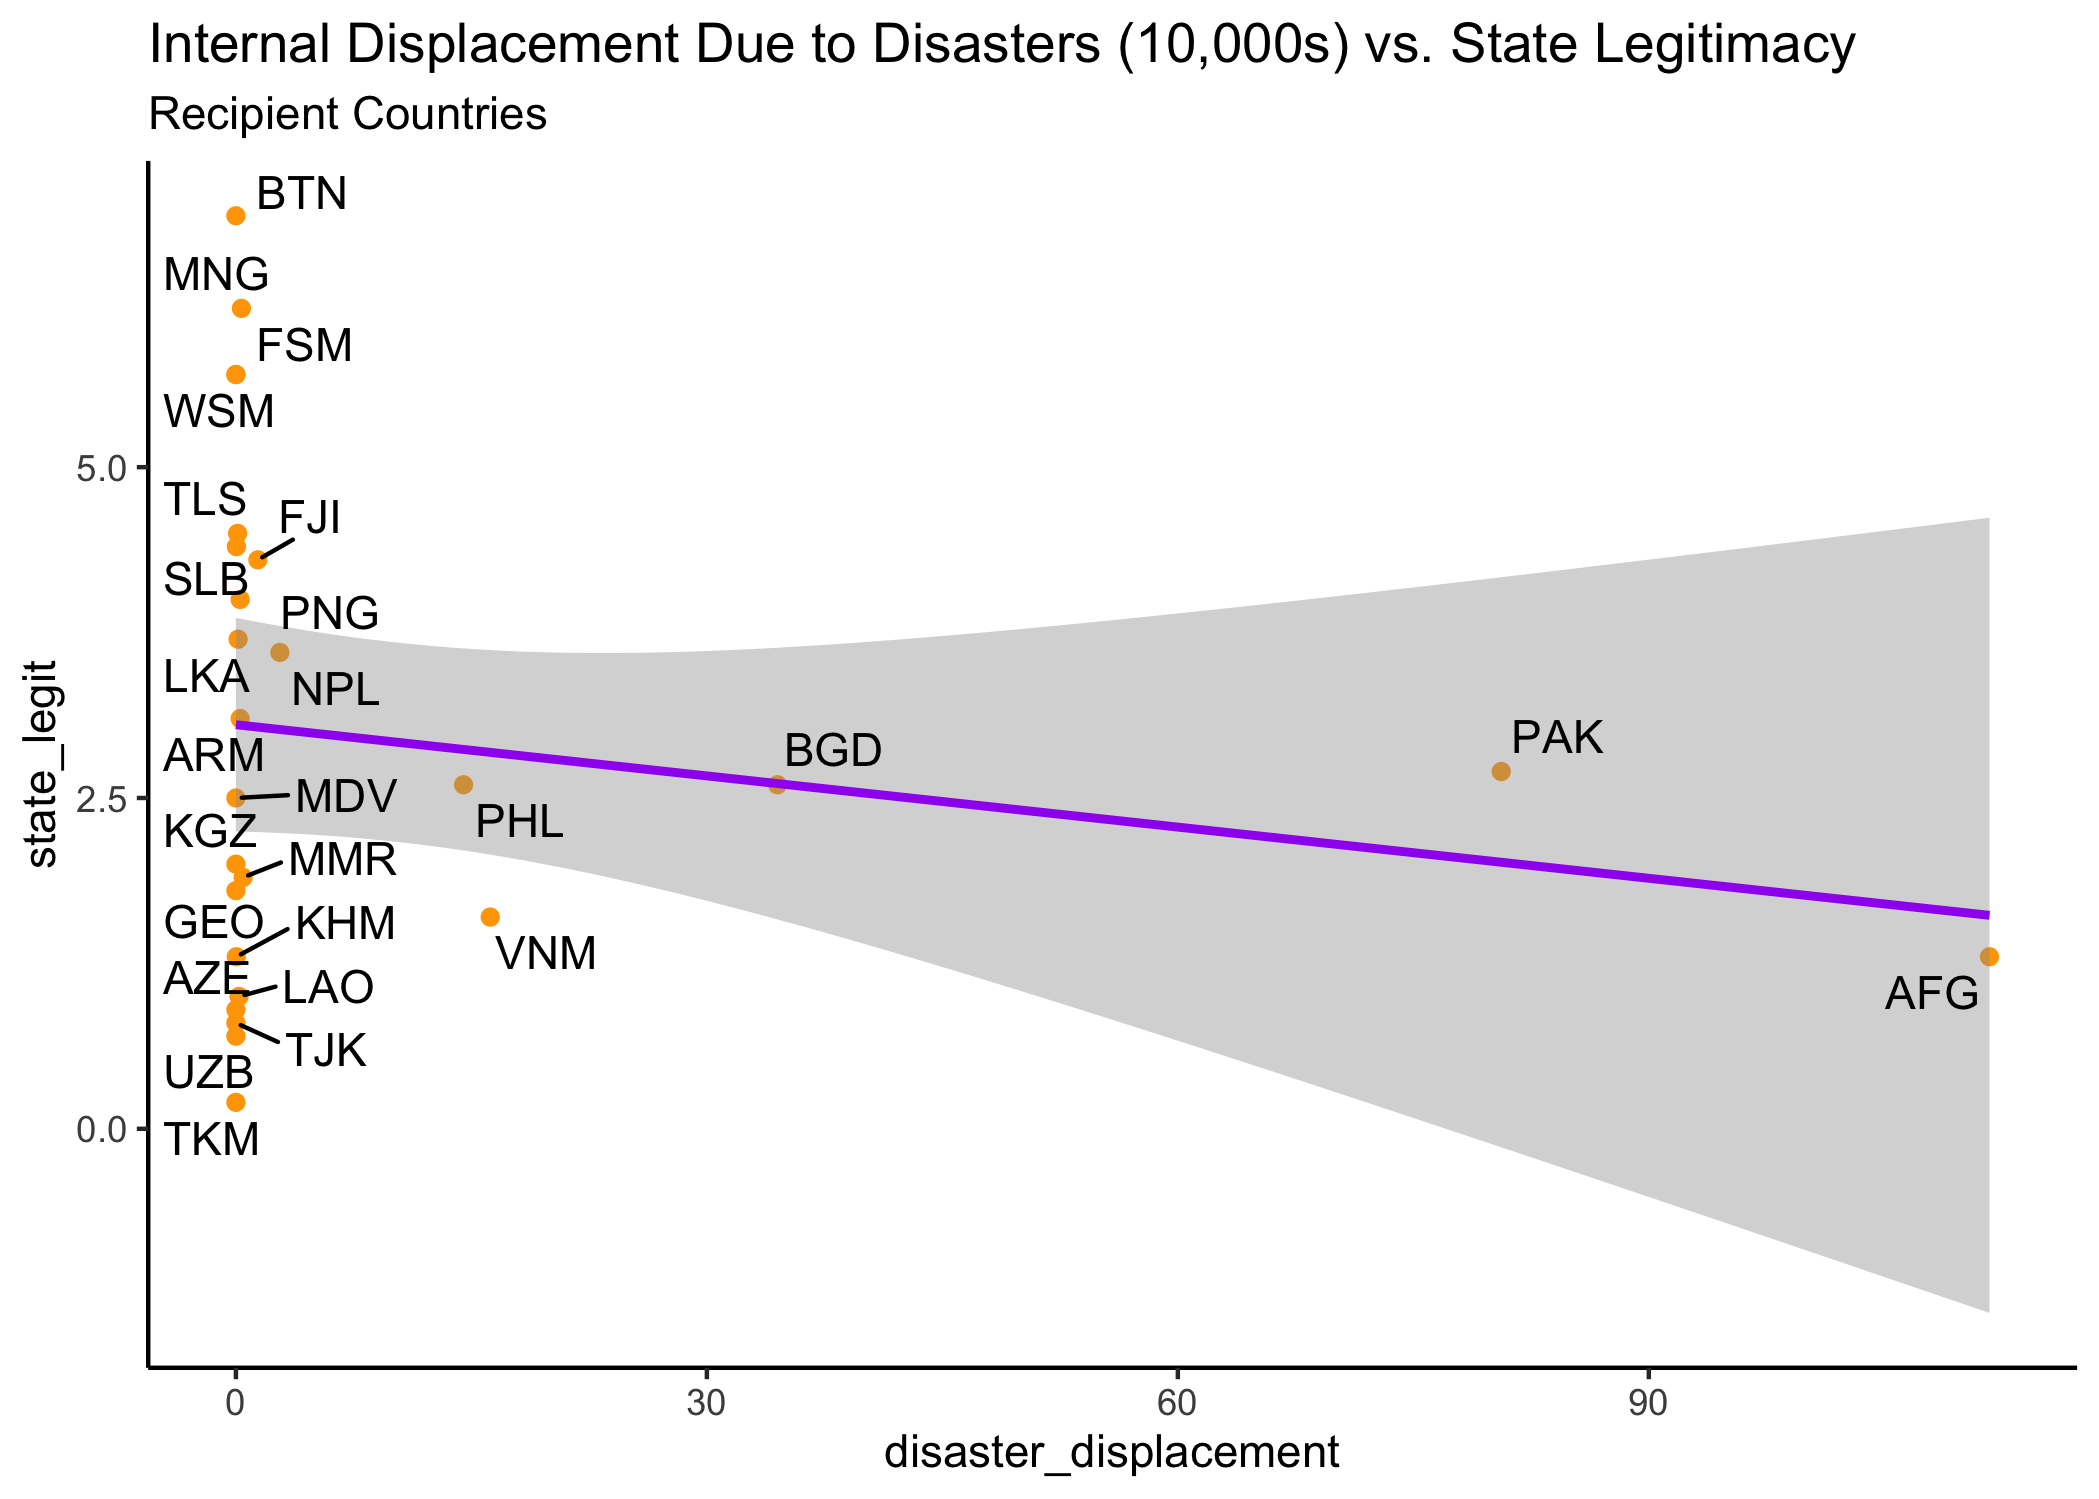 Internal Displacement Due to Disasters (10,000s) vs. State Legitimacy
Recipient Countries
BTN
MNG
FSM
WSM
5.0
TLS
FJI
SLB
PNG
LKA
NPL
ARM
BGD
PAK
MDV
2.5
PHL
KGZ
MMR
GEO
KHM
VNM
AZE
LAO
AFG
TJK
UZB
0.0
TKM
state_legit
0
30
60
90
disaster_displacement